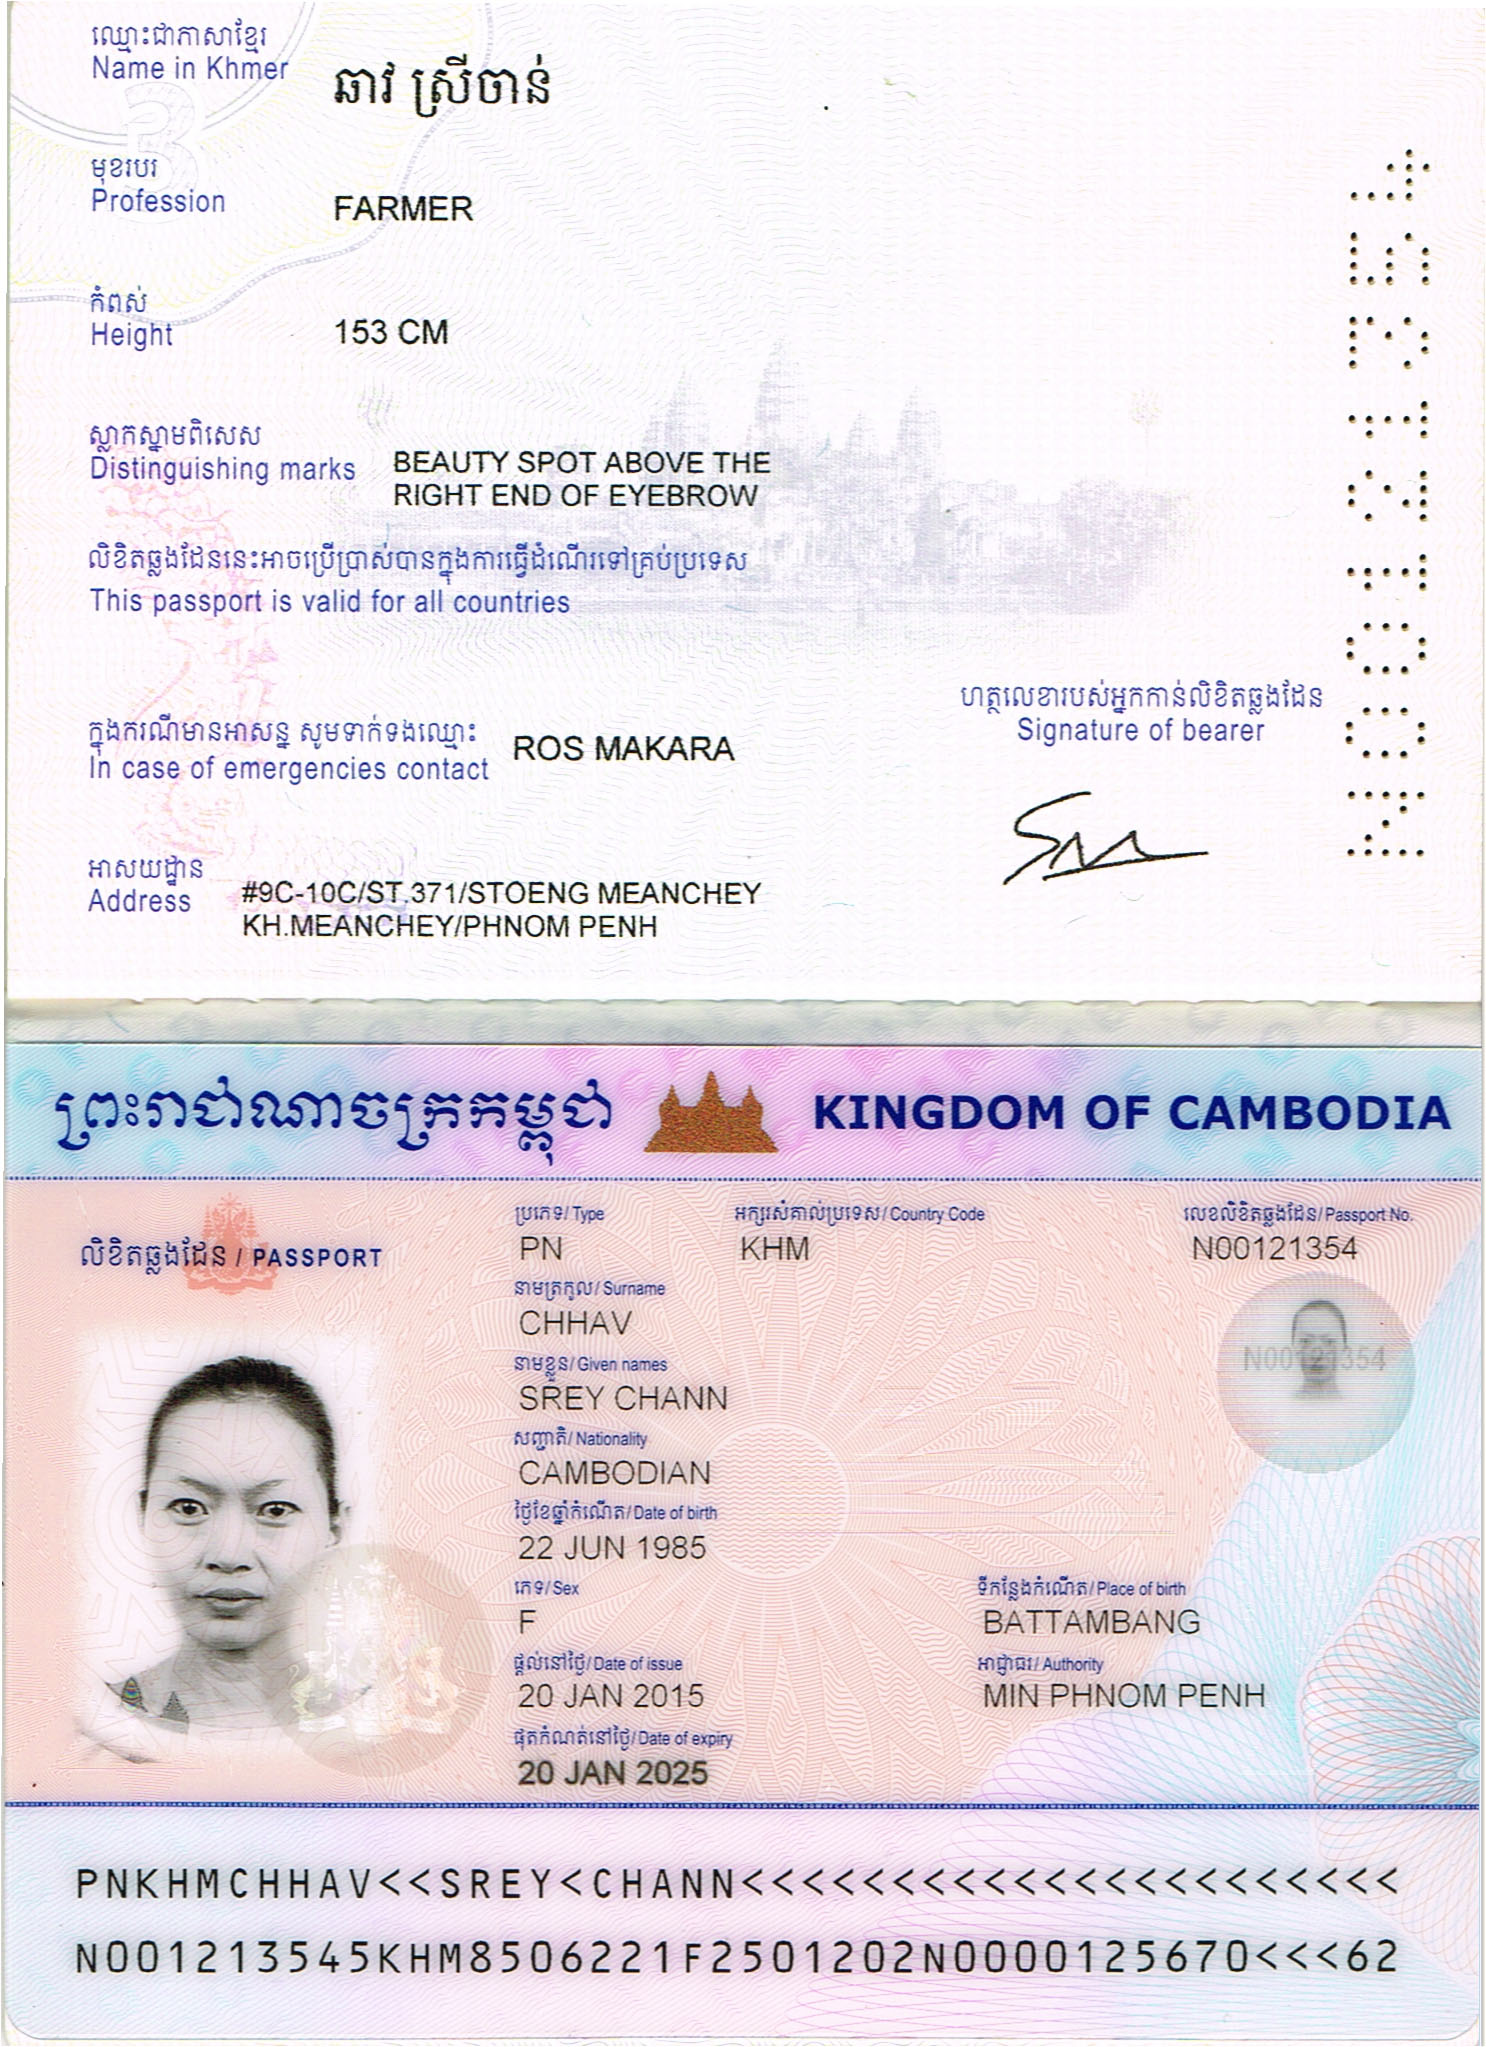 ឈ្មោះជាភាសាខ្មែរ
Name in Khmer
ឆាវ ស្រីចាន់
មុខរបរ
Profession
FARMER
កំពស់
Height
153 CM
ស្លាកស្នាមពិសេស
Distinguishing marks
BEAUTY SPOT ABOVE THE
RIGHT END OF EYEBROW
លិខិតឆ្លងដែននេះអាចប្រើប្រាស់បានក្នុងការធ្វើដំណើរទៅគ្រប់ប្រទេស
This passport is valid for all countries
ក្នុងករណីមានអាសន្ន សូមទាក់ទងឈ្មោះ
In case of emergencies contact
ROS MAKARA
ហត្ថលេខារបស់អ្នកកាន់លិខិតឆ្លងដែន
Signature of bearer
អាសយដ្ឋាន
Address
#9C-10C/ST.371/STOENG MEANCHEY
KH.MEANCHEY/PHNOM PENH
N00121354
ព្រះរាជាណាចក្រកម្ពុជា KINGDOM OF CAMBODIA
លិខិតឆ្លងដែន / PASSPORT
ប្រភេទ/Type អក្សរសំគាល់ប្រទេស/Country Code លេខលិខិតឆ្លងដែន/Passport No.
PN KHM N00121354
នាមត្រកូល/Surname
CHHAV
នាមខ្លួន/Given names
SREY CHANN
N00121354
សញ្ជាតិ/Nationality
CAMBODIAN
ថ្ងៃខែឆ្នាំកំណើត/Date of birth
22 JUN 1985
ភេទ/Sex ទីកន្លែងកំណើត/Place of birth
F BATTAMBANG
ផ្ដល់នៅថ្ងៃ/Date of issue អាជ្ញាធរ/Authority
20 JAN 2015 MIN PHNOM PENH
ផុតកំណត់នៅថ្ងៃ/Date of expiry
20 JAN 2025
PNKHMCHHAV<<SREY<CHANN<<<<<<<<<<<<<<<<<<<<<<
N001213545KHM8506221F2501202N0000125670<<<62